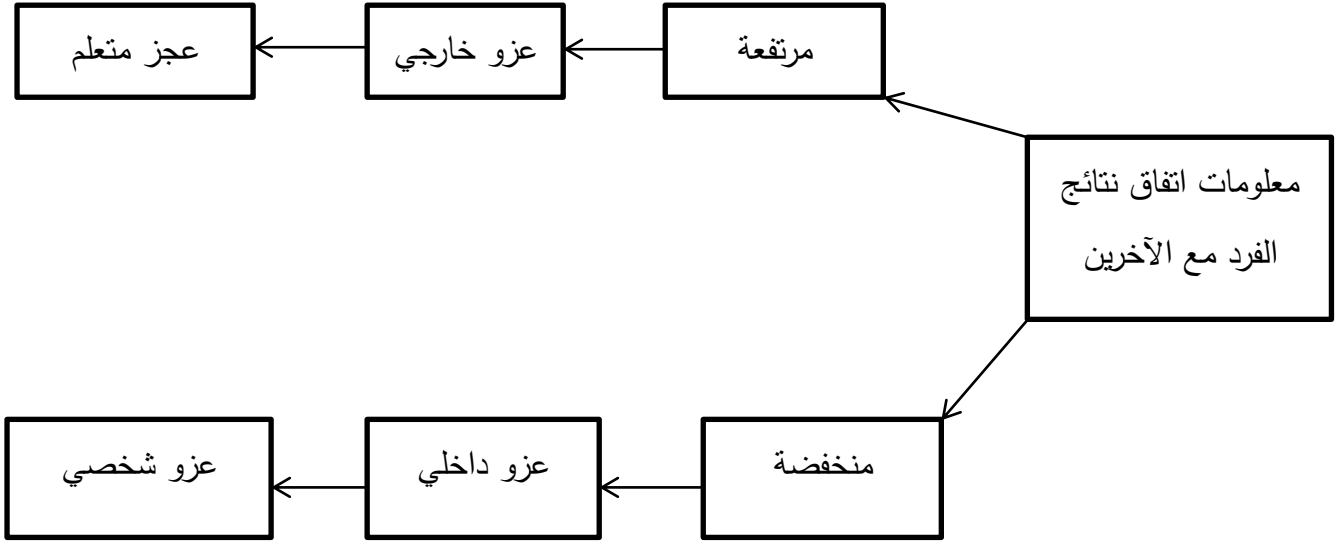 مرتفعة
عزو خارجي
عجز متعلم
معلومات اتفاق نتائج
الفرد مع الآخرين
منخفضة
عزو داخلي
عزو شخصي